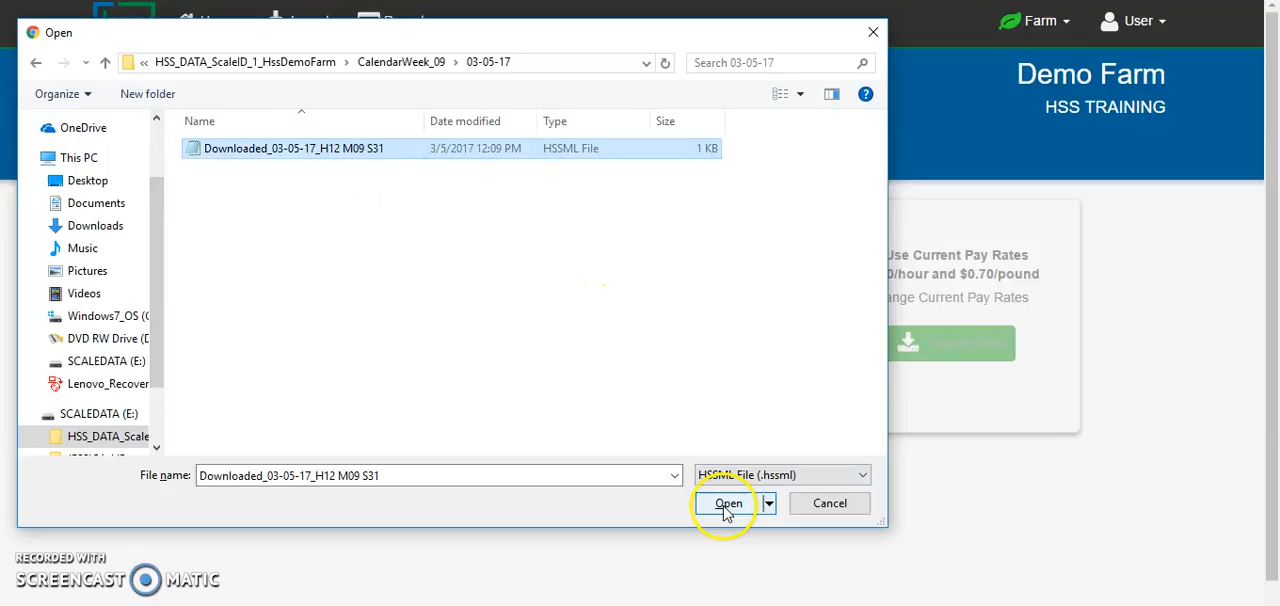 Farm
User
Open
« HSS_DATA_ScaleID_1_HssDemoFarm › CalendarWeek_09 › 03-05-17
Search 03-05-17
Demo Farm
HSS TRAINING
Organize
New folder
Name
Date modified
Type
Size
Downloaded_03-05-17_H12 M09 S31
3/5/2017 12:09 PM
HSSML File
1 KB
OneDrive
This PC
Desktop
Documents
Downloads
Music
Pictures
Videos
Windows7_OS (
DVD RW Drive (D
SCALEDATA (E:)
Lenovo_Recover
SCALEDATA (E:)
HSS_DATA_Scale
Use Current Pay Rates
0/hour and $0.70/pound
ange Current Pay Rates
File name:
Downloaded_03-05-17_H12 M09 S31
HSSML File (.hssml)
Open
Cancel
RECORDED WITH
SCREENCAST MATIC